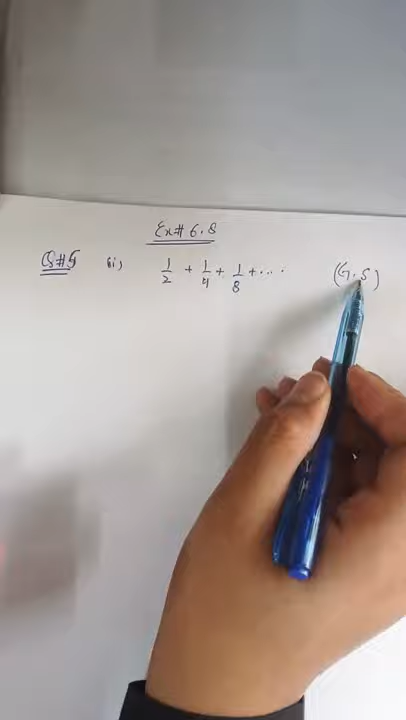 Ex# 6.8
Q#5 ii, 1/2 + 1/4 + 1/8 + .... (G.S)